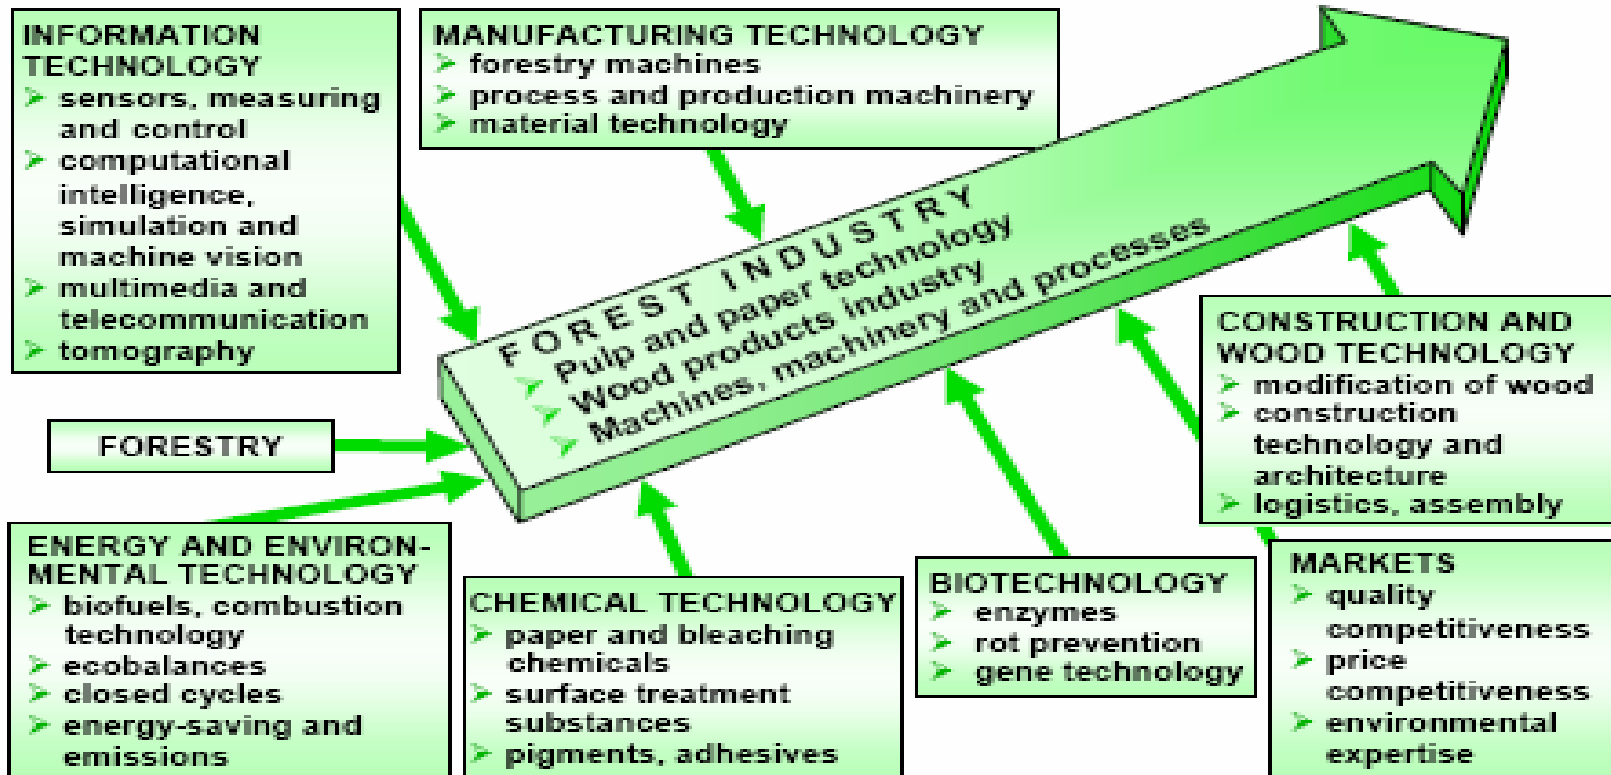 INFORMATION
TECHNOLOGY
➢ sensors, measuring
and control
➢ computational
intelligence,
simulation and
machine vision
➢ multimedia and
telecommunication
➢ tomography
MANUFACTURING TECHNOLOGY
➢ forestry machines
➢ process and production machinery
➢ material technology
FOREST INDUSTRY
➢ Pulp and paper technology
➢ Wood products industry
➢ Machines, machinery and processes
FORESTRY
CONSTRUCTION AND
WOOD TECHNOLOGY
➢ modification of wood
➢ construction
technology and
architecture
➢ logistics, assembly
ENERGY AND ENVIRON-
MENTAL TECHNOLOGY
➢ biofuels, combustion
technology
➢ ecobalances
➢ closed cycles
➢ energy-saving and
emissions
CHEMICAL TECHNOLOGY
➢ paper and bleaching
chemicals
➢ surface treatment
substances
➢ pigments, adhesives
BIOTECHNOLOGY
➢ enzymes
➢ rot prevention
➢ gene technology
MARKETS
➢ quality
competitiveness
➢ price
competitiveness
➢ environmental
expertise